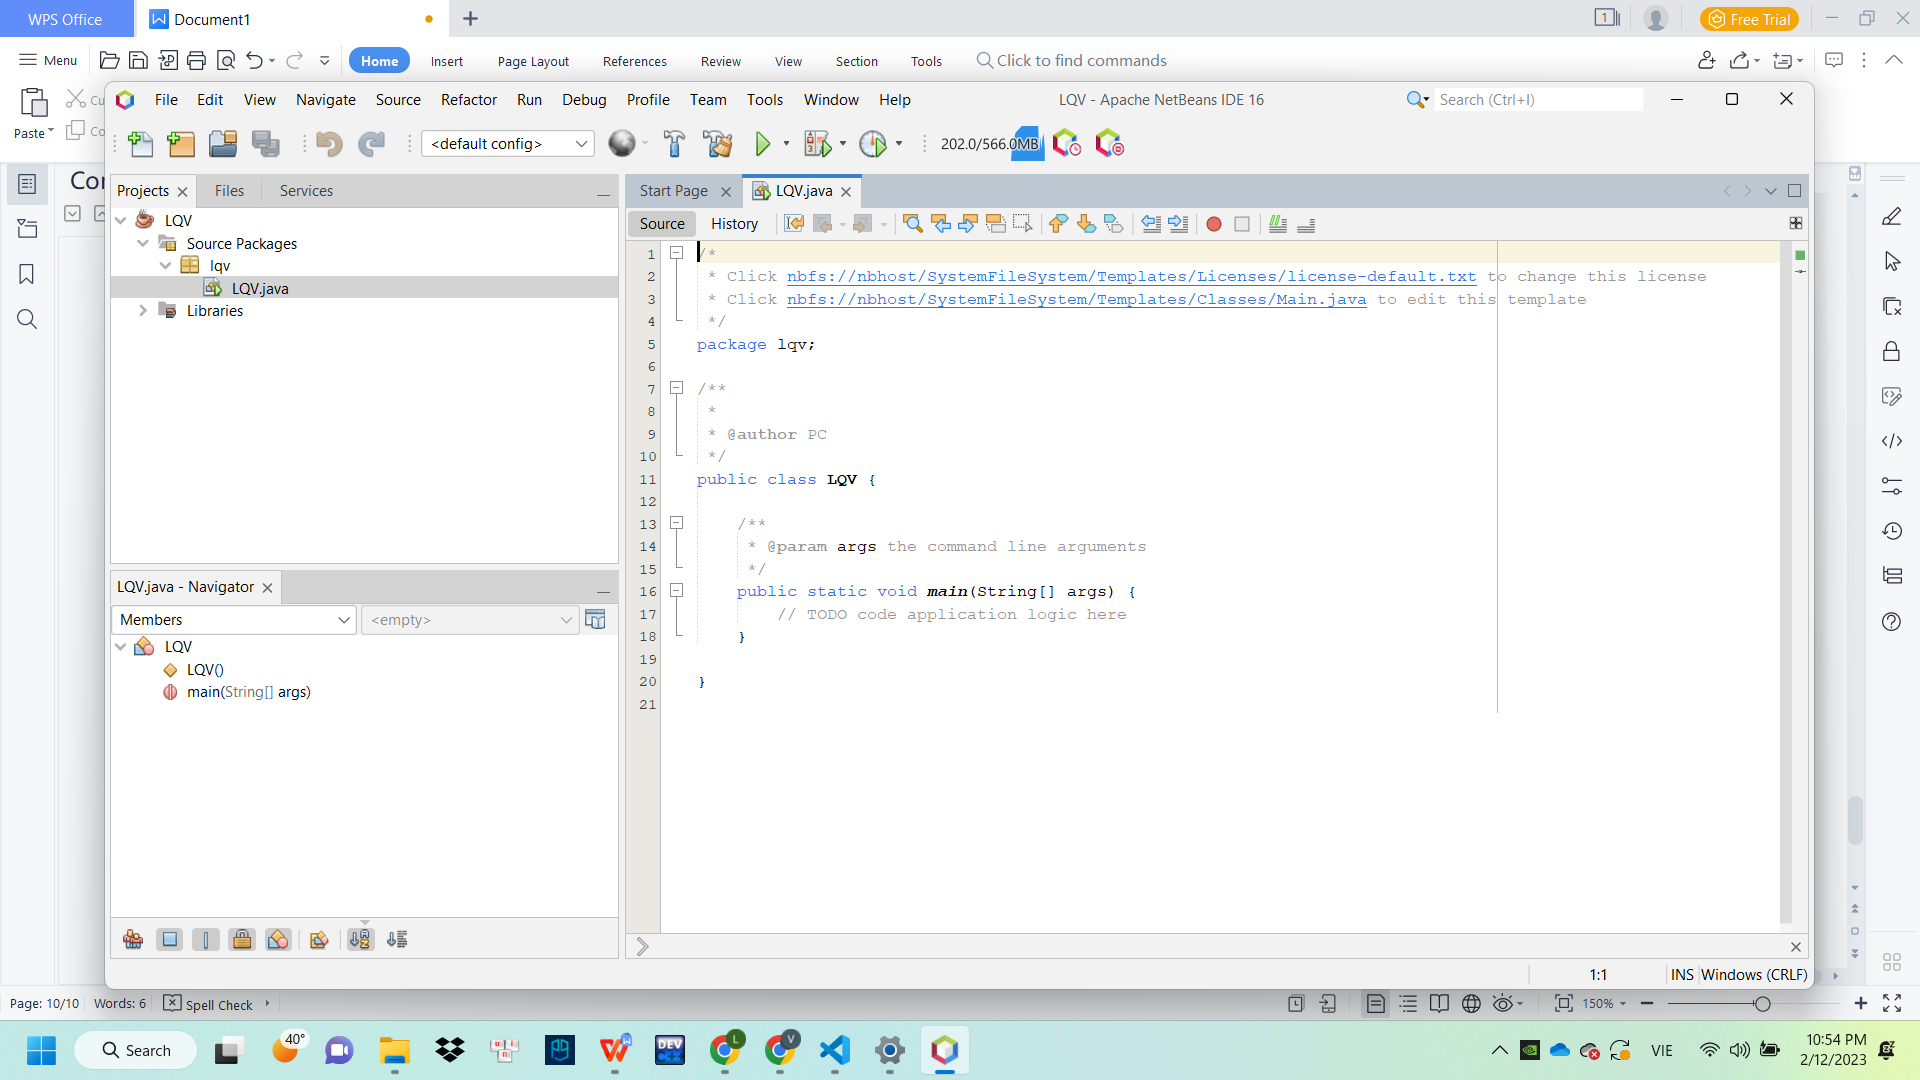 WPS Office
Document1
Free Trial
Menu
Home
Insert
Page Layout
References
Review
View
Section
Tools
Click to find commands
Paste
File
Edit
View
Navigate
Source
Refactor
Run
Debug
Profile
Team
Tools
Window
Help
LQV - Apache NetBeans IDE 16
Search (Ctrl+I)
<default config>
202.0/566.0MB
Projects
Files
Services
Start Page
LQV.java
Source
History
LQV
Source Packages
lqv
LQV.java
Libraries
1 /*
2 * Click nbfs://nbhost/SystemFileSystem/Templates/Licenses/license-default.txt to change this license
3 * Click nbfs://nbhost/SystemFileSystem/Templates/Classes/Main.java to edit this template
4 */
5 package lqv;
6
7 /**
8 *
9 * @author PC
10 */
11 public class LQV {
12
13 /**
14 * @param args the command line arguments
15 */
16 public static void main(String[] args) {
17 // TODO code application logic here
18 }
19
20 }
21
LQV.java - Navigator
Members
<empty>
LQV
LQV()
main(String[] args)
1:1
INS
Windows (CRLF)
Page: 10/10
Words: 6
Spell Check
150%
Search
40°
DEV
L
V
VIE
10:54 PM
2/12/2023